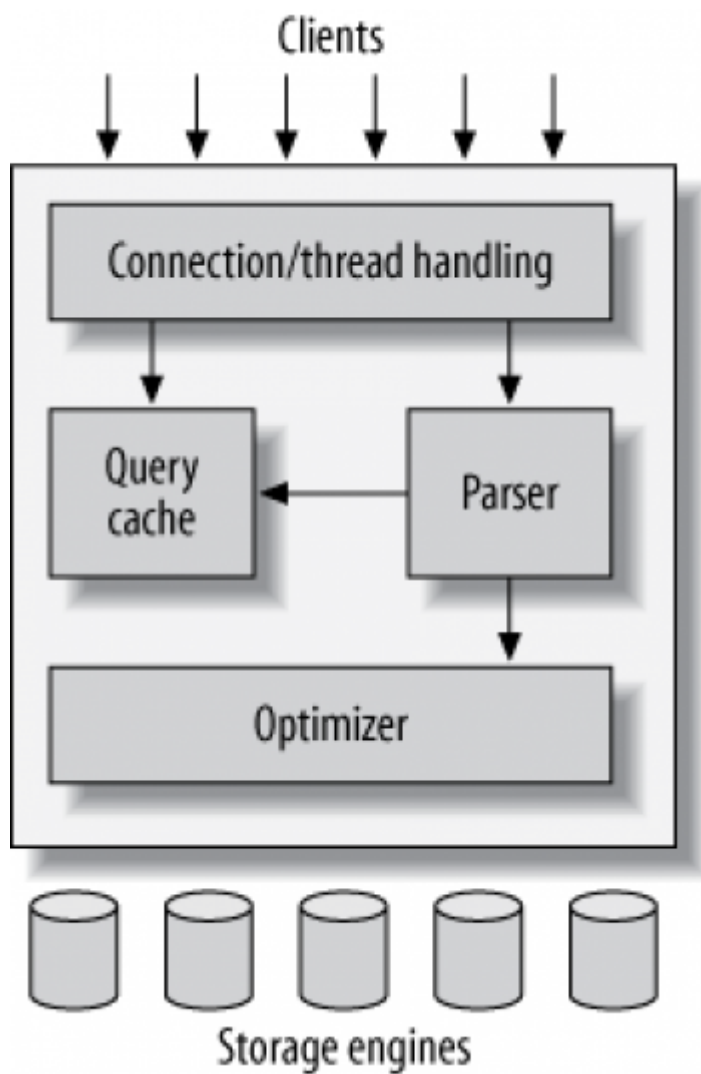 Clients
Connection/thread handling
Query
cache
Parser
Optimizer
Storage engines